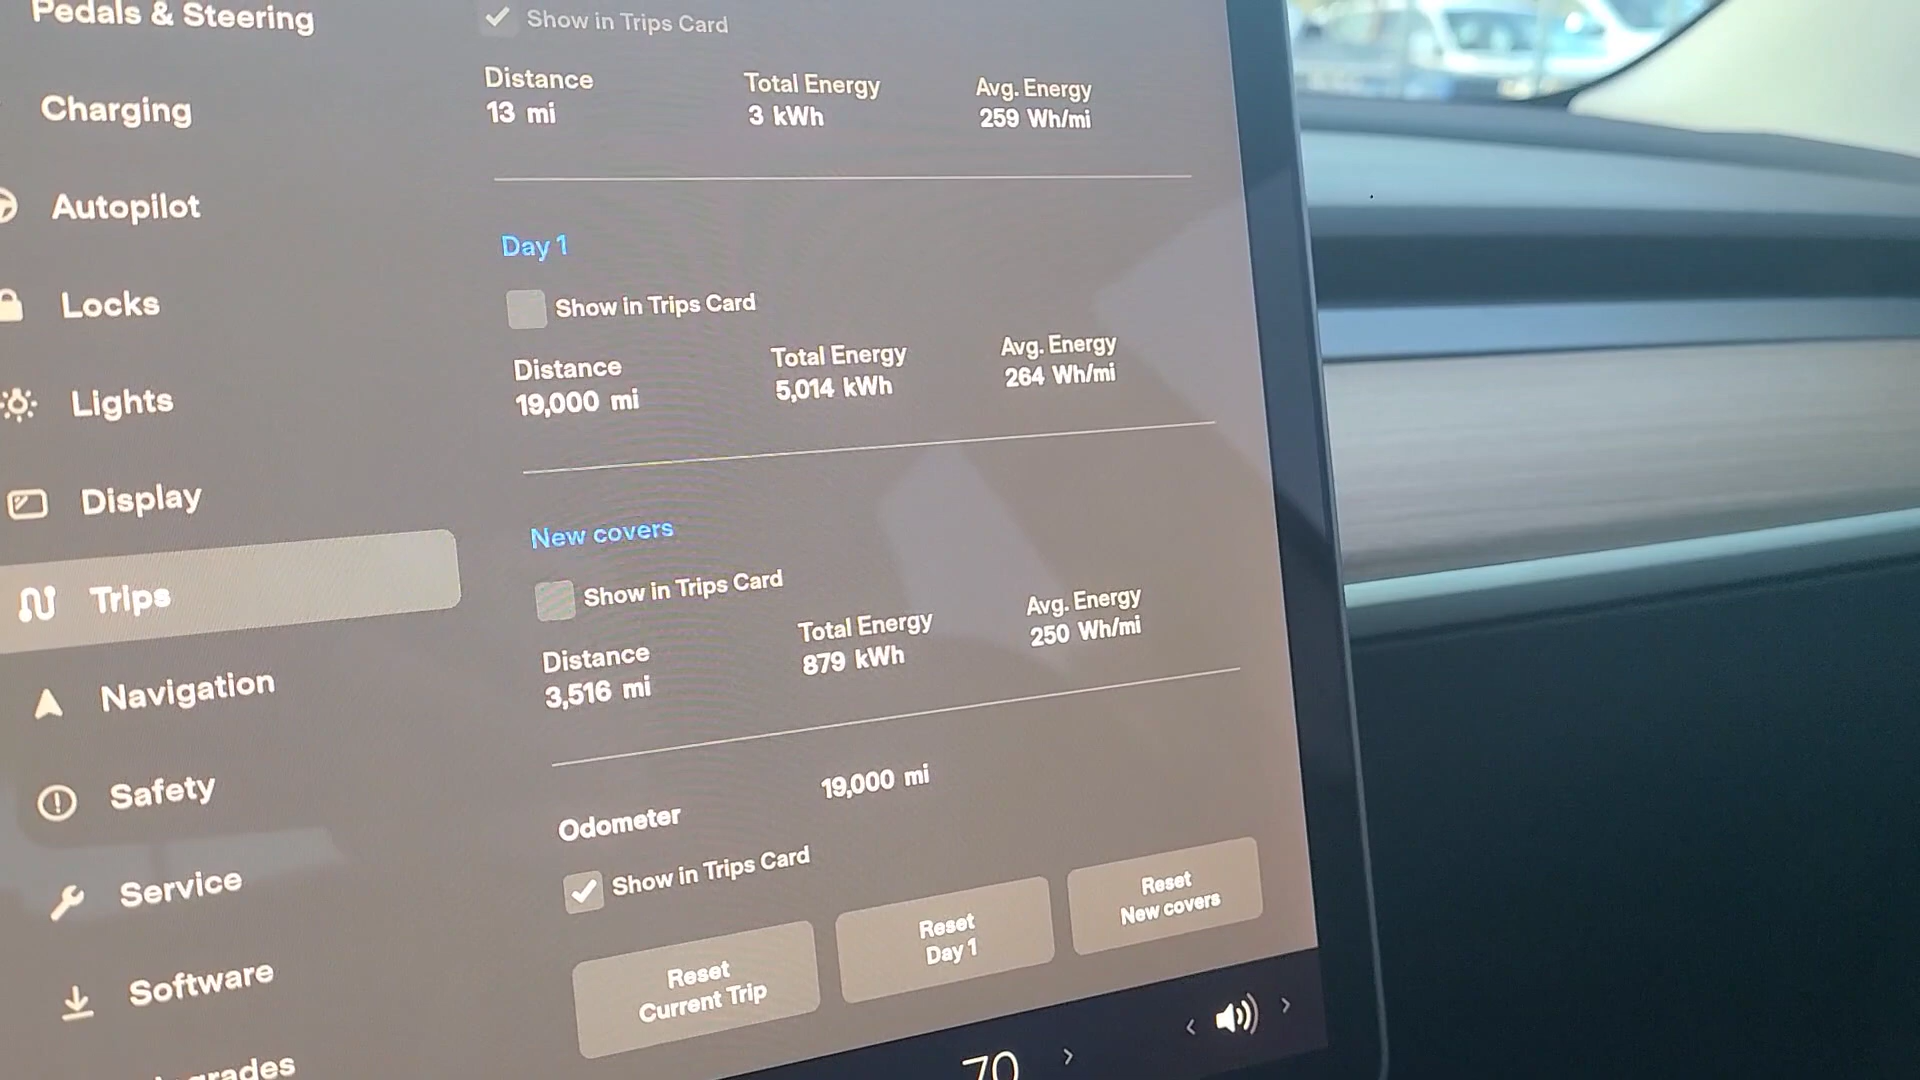 Pedals & Steering
Charging
Autopilot
Locks
Lights
Display
Trips
Navigation
Safety
Service
Software
Show in Trips Card
Distance
13 mi
Total Energy
3 kWh
Avg. Energy
259 Wh/mi
Day 1
Show in Trips Card
Distance
19,000 mi
Total Energy
5,014 kWh
Avg. Energy
264 Wh/mi
New covers
Show in Trips Card
Distance
3,516 mi
Total Energy
879 kWh
Avg. Energy
250 Wh/mi
Odometer
19,000 mi
Show in Trips Card
Reset
Current Trip
Reset
Day 1
Reset
New covers
70